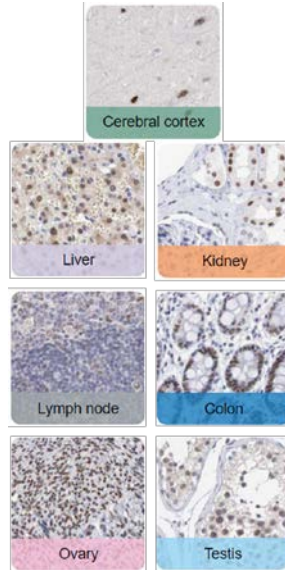 Cerebral cortex
Liver
Kidney
Lymph node
Colon
Ovary
Testis